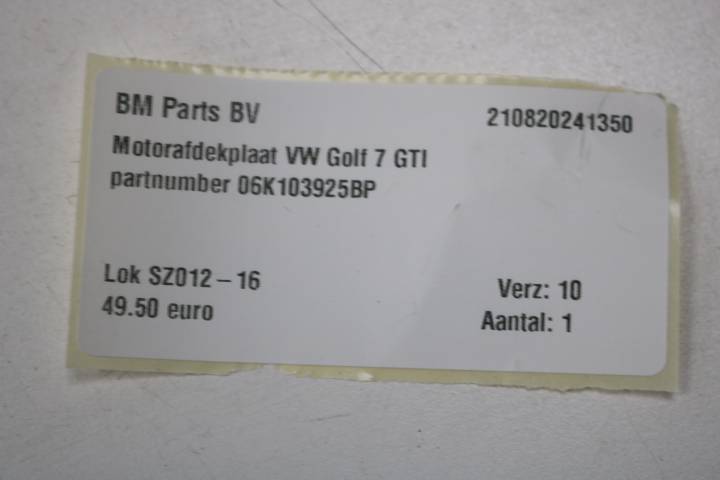 BM Parts BV 210820241350
Motorafdekplaat VW Golf 7 GTI
partnumber 06K103925BP
Lok SZ012 – 16 Verz: 10
49.50 euro Aantal: 1